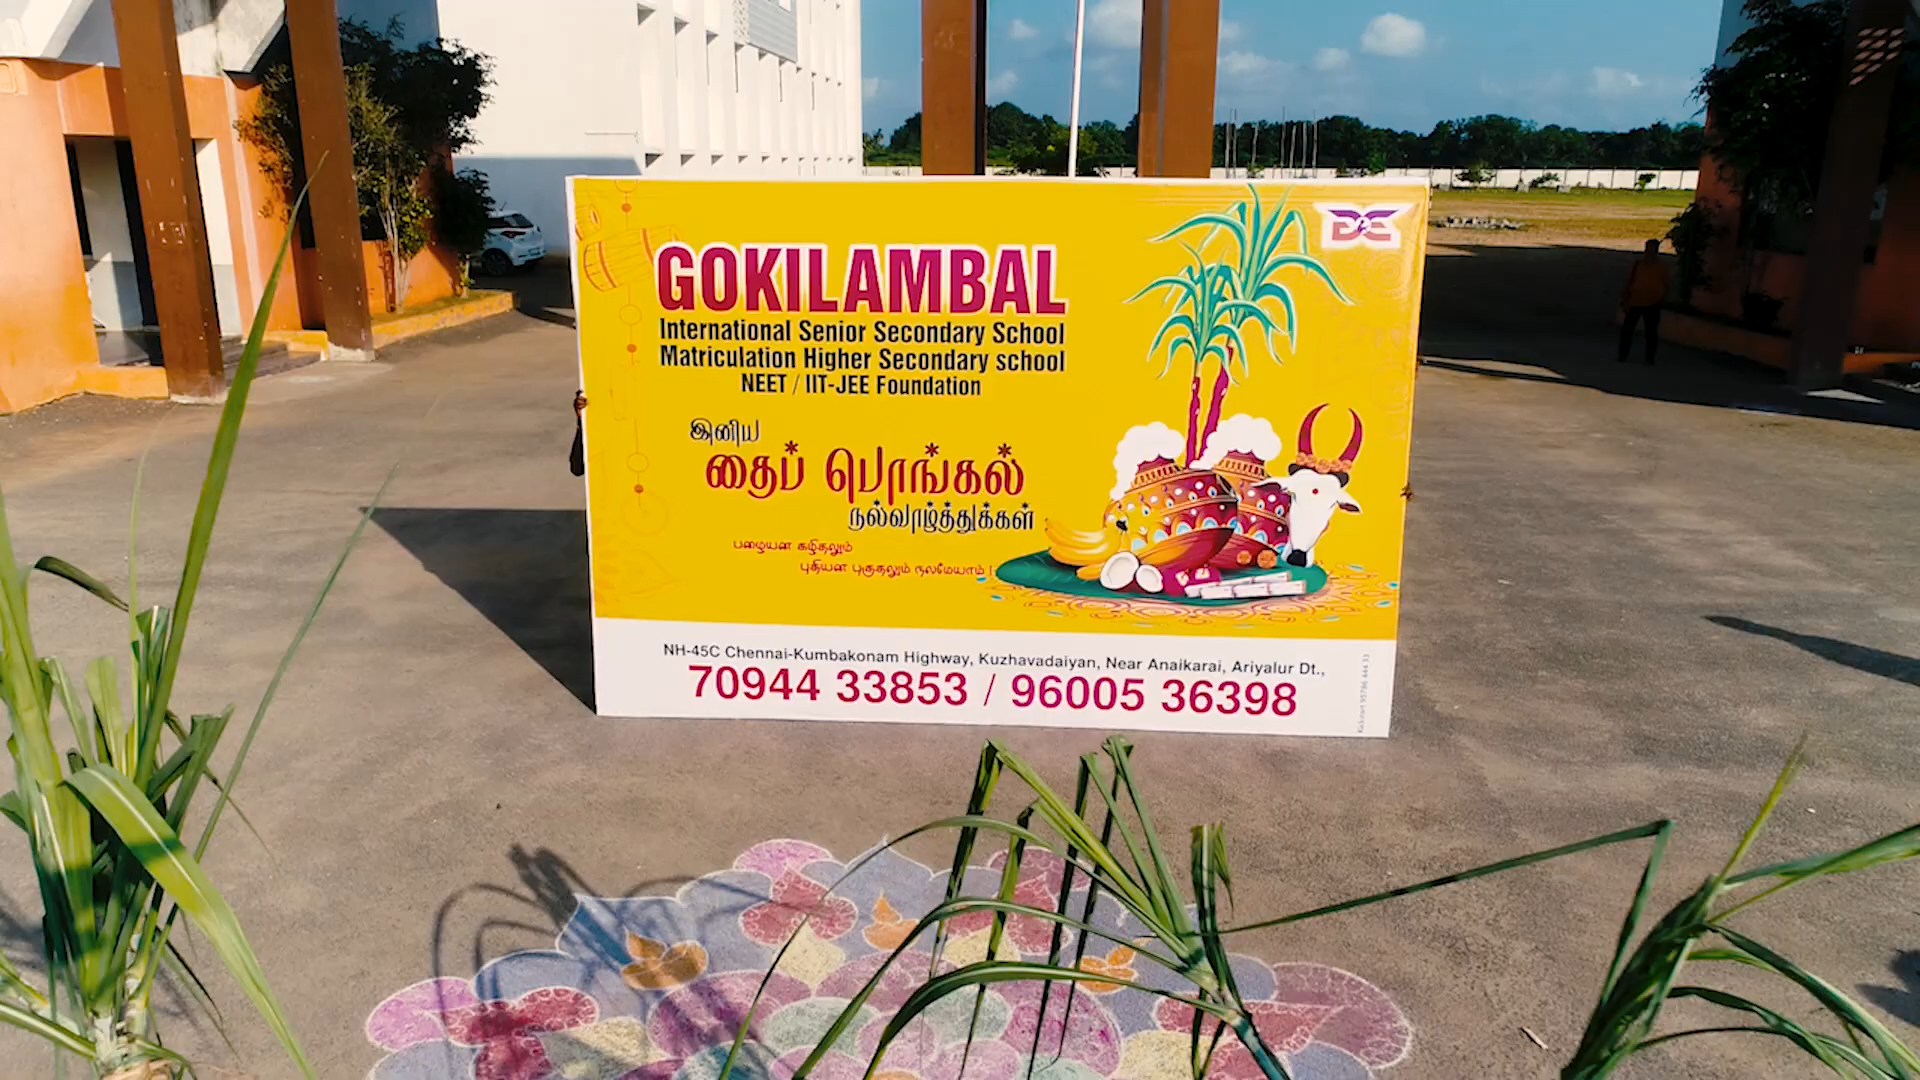 GOKILAMBAL
International Senior Secondary School
Matriculation Higher Secondary school
NEET / IIT-JEE Foundation
இனிய
தைப் பொங்கல்
நல்வாழ்த்துக்கள்
பழையன கழிதலும்
புதியன புகுதலும் நலமேயாம் !
NH-45C Chennai-Kumbakonam Highway, Kuzhavadaiyan, Near Anaikarai, Ariyalur Dt.,
70944 33853 / 96005 36398